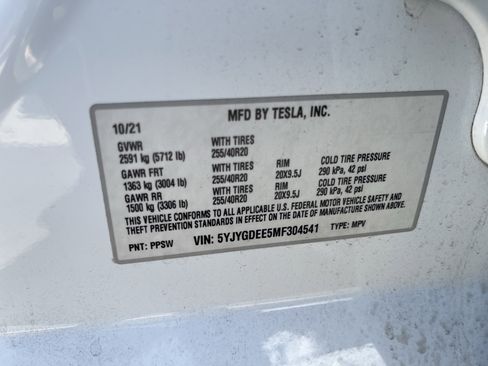 MFD BY TESLA, INC.
10/21
GVWR WITH TIRES
2591 kg (5712 lb) 255/40R20
GAWR FRT WITH TIRES RIM COLD TIRE PRESSURE
1363 kg (3004 lb) 255/40R20 20X9.5J 290 kPa, 42 psi
GAWR RR WITH TIRES RIM COLD TIRE PRESSURE
1500 kg (3306 lb) 255/40R20 20X9.5J 290 kPa, 42 psi
THIS VEHICLE CONFORMS TO ALL APPLICABLE U.S. FEDERAL MOTOR VEHICLE SAFETY AND
THEFT PREVENTION STANDARDS IN EFFECT ON THE DATE OF MANUFACTURE SHOWN ABOVE.
PNT: PPSW VIN: 5YJYGDEE5MF304541 TYPE: MPV